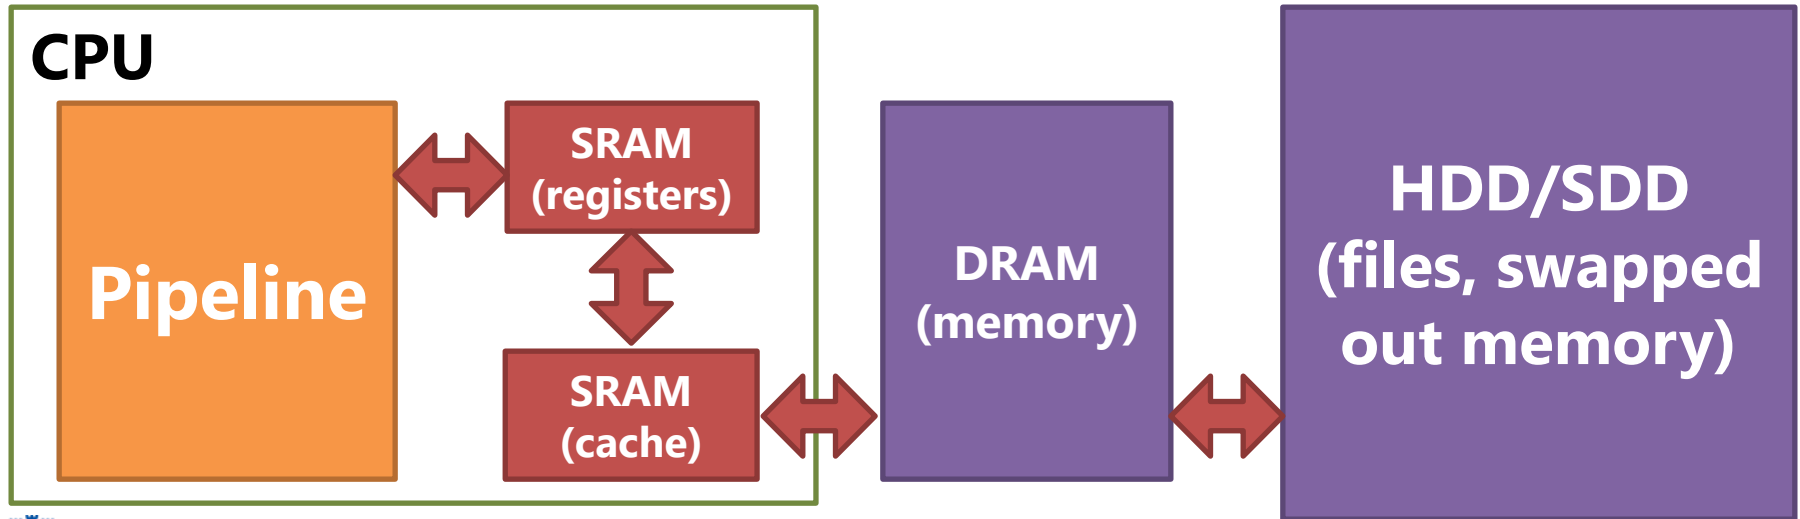 CPU
Pipeline
SRAM
(registers)
SRAM
(cache)
DRAM
(memory)
HDD/SDD
(files, swapped
out memory)